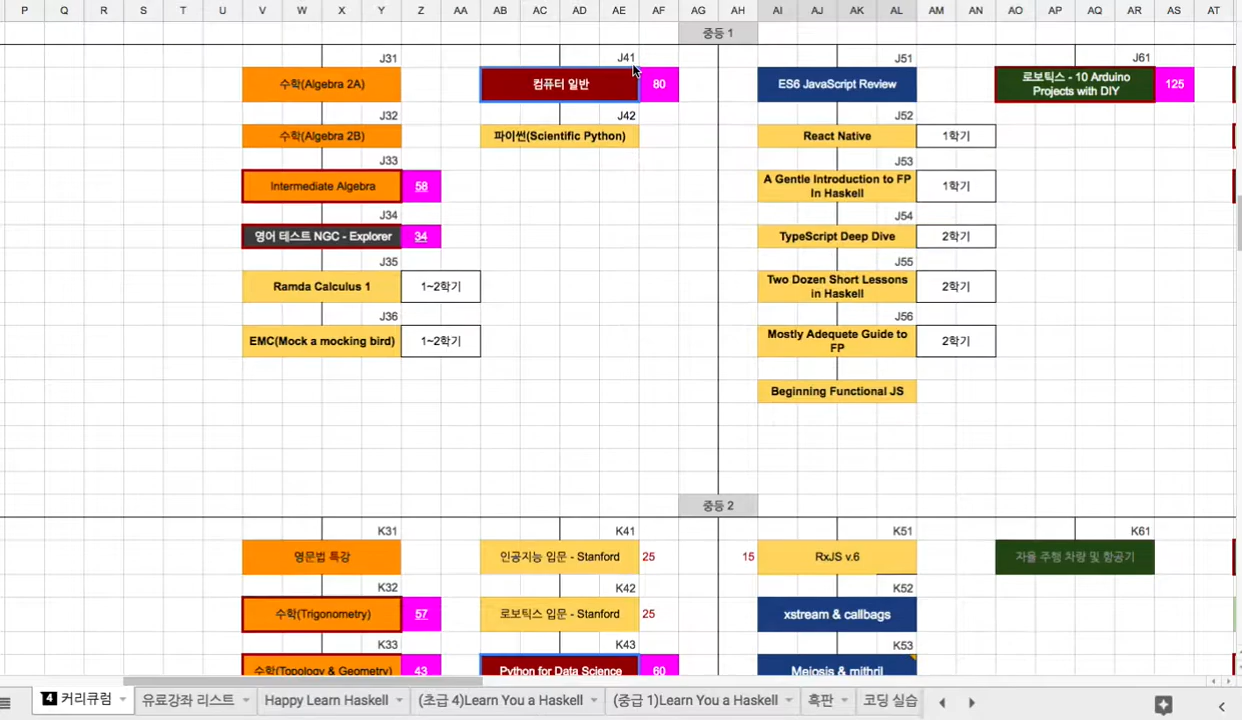 P Q R S T U V W X Y Z AA AB AC AD AE AF AG AH AI AJ AK AL AM AN AO AP AQ AR AS AT
중등 1
J31 J41 J51 J61
수학(Algebra 2A) 컴퓨터 일반 80 ES6 JavaScript Review 로보틱스 - 10 Arduino
Projects with DIY 125
J32 J42 J52
수학(Algebra 2B) 파이썬(Scientific Python) React Native 1학기
J33 J53
Intermediate Algebra 58 A Gentle Introduction to FP
In Haskell 1학기
J34 J54
영어 테스트 NGC - Explorer 34 TypeScript Deep Dive 2학기
J35 J55
Ramda Calculus 1 1~2학기 Two Dozen Short Lessons
in Haskell 2학기
J36 J56
EMC(Mock a mocking bird) 1~2학기 Mostly Adequete Guide to
FP 2학기
Beginning Functional JS
중등 2
K31 K41 K51 K61
영문법 특강 인공지능 입문 - Stanford 25 15 RxJS v.6 자율 주행 차량 및 항공기
K32 K42 K52
수학(Trigonometry) 57 로보틱스 입문 - Stanford 25 xstream & callbags
K33 K43 K53
수학(Topology & Geometry) 43 Python for Data Science 60 Meiosis & mithril
4 커리큐럼 유료강좌 리스트 Happy Learn Haskell (초급 4)Learn You a Haskell (중급 1)Learn You a Haskell 흑판 코딩 실습